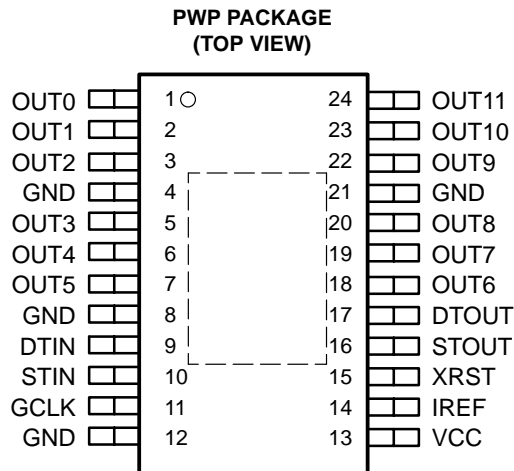 PWP PACKAGE
(TOP VIEW)
OUT0 1 24 OUT11
OUT1 2 23 OUT10
OUT2 3 22 OUT9
GND 4 21 GND
OUT3 5 20 OUT8
OUT4 6 19 OUT7
OUT5 7 18 OUT6
GND 8 17 DTOUT
DTIN 9 16 STOUT
STIN 10 15 XRST
GCLK 11 14 IREF
GND 12 13 VCC